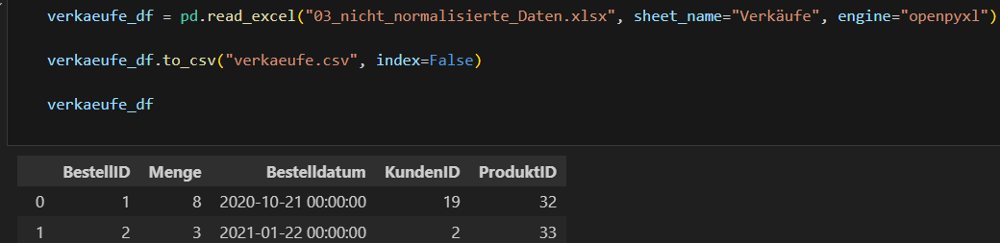 verkaeufe_df = pd.read_excel("03_nicht_normalisierte_Daten.xlsx", sheet_name="Verkäufe", engine="openpyxl")
verkaeufe_df.to_csv("verkaeufe.csv", index=False)
verkaeufe_df
BestellID Menge Bestelldatum KundenID ProduktID
0 1 8 2020-10-21 00:00:00 19 32
1 2 3 2021-01-22 00:00:00 2 33